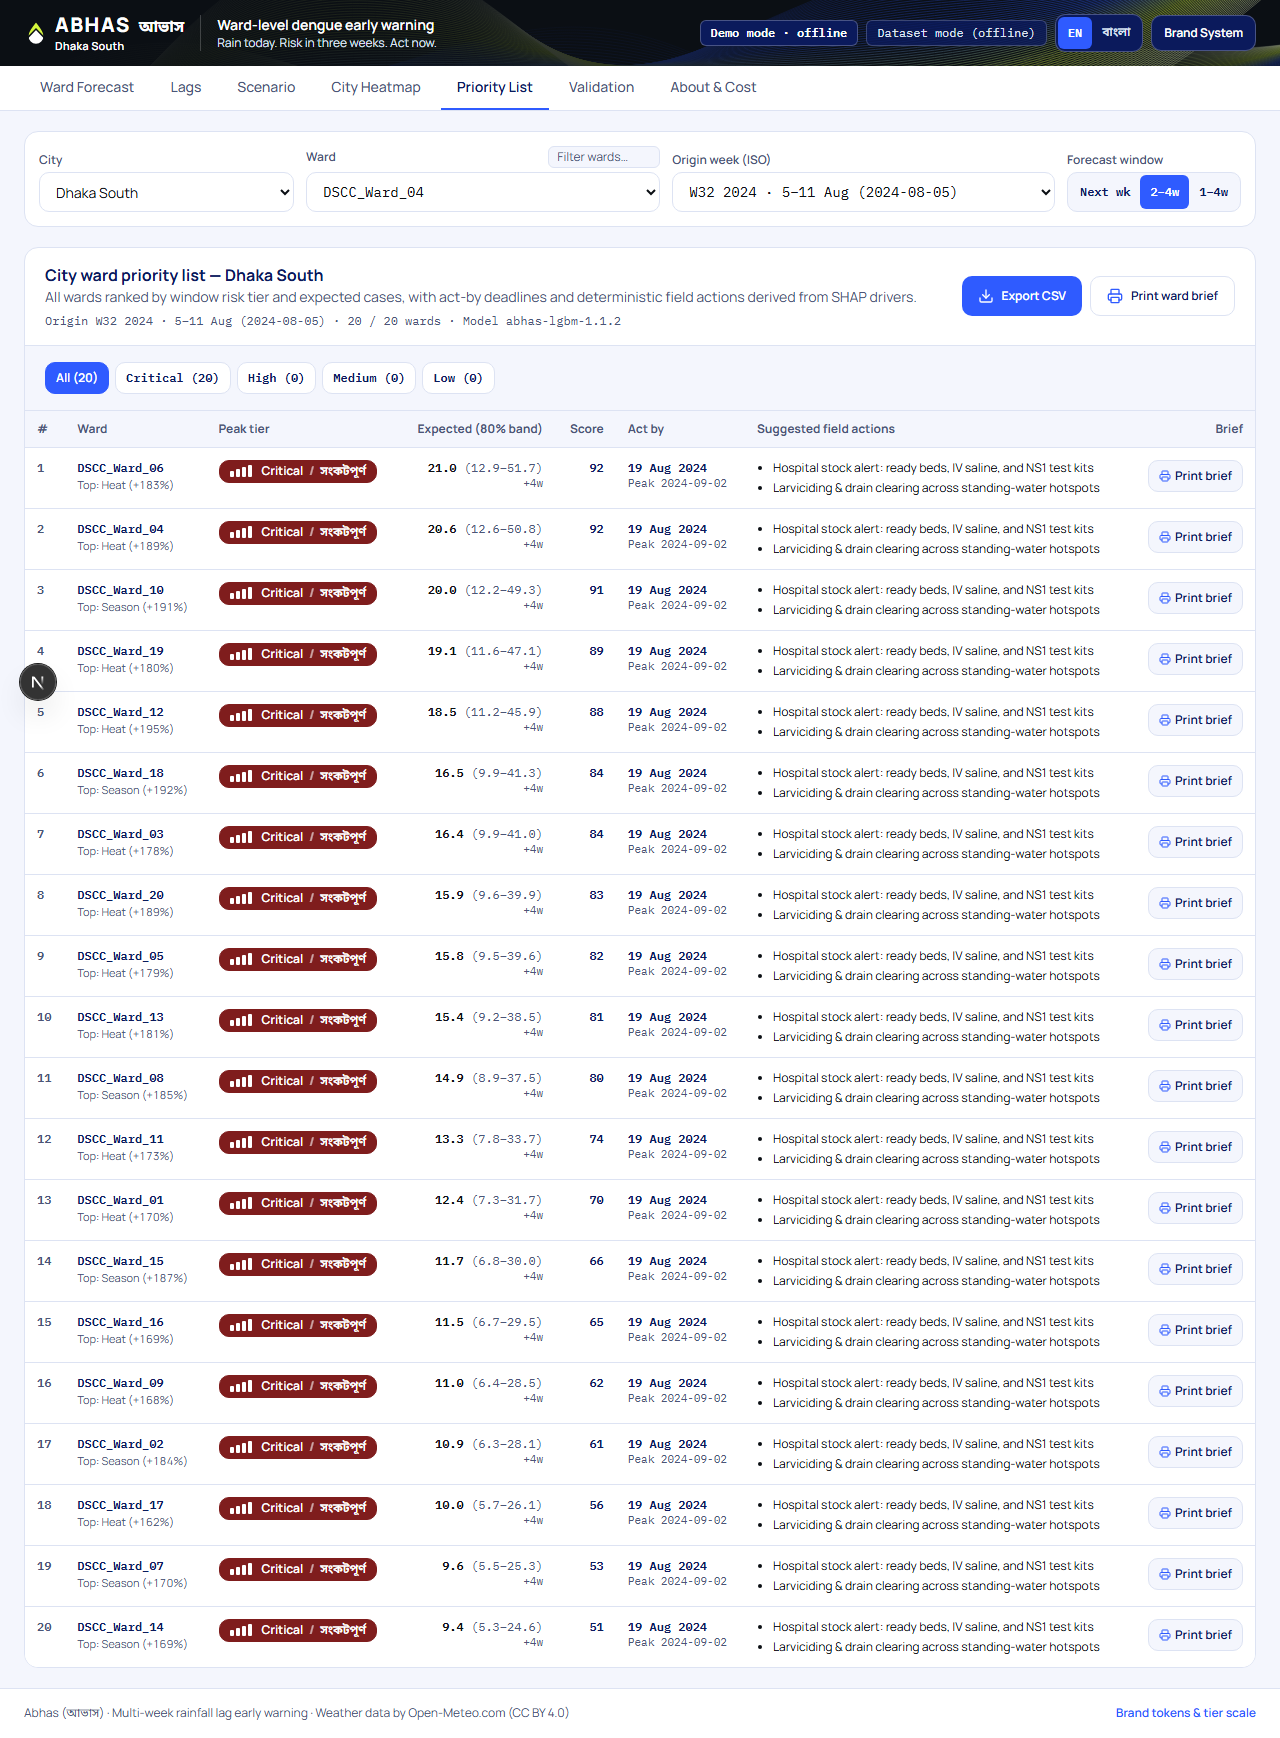 ABHAS আভাস
Dhaka South
Ward-level dengue early warning
Rain today. Risk in three weeks. Act now.
Demo mode · offline
Dataset mode (offline)
EN বাংলা
Brand System
Ward Forecast Lags Scenario City Heatmap Priority List Validation About & Cost
City
Dhaka South
Ward
Filter wards…
DSCC_Ward_04
Origin week (ISO)
W32 2024 · 5–11 Aug (2024-08-05)
Forecast window
Next wk 2–4w 1–4w
City ward priority list — Dhaka South
All wards ranked by window risk tier and expected cases, with act-by deadlines and deterministic field actions derived from SHAP drivers.
Origin W32 2024 · 5–11 Aug (2024-08-05) · 20 / 20 wards · Model abhas-lgbm-1.1.2
Export CSV
Print ward brief
All (20) Critical (20) High (0) Medium (0) Low (0)
# Ward Peak tier Expected (80% band) Score Act by Suggested field actions Brief
1 DSCC_Ward_06 Critical / সংকটপূর্ণ 21.0 (12.9–51.7) 92 19 Aug 2024 • Hospital stock alert: ready beds, IV saline, and NS1 test kits Print brief
Top: Heat (+183%) +4w Peak 2024-09-02 • Larviciding & drain clearing across standing-water hotspots
2 DSCC_Ward_04 Critical / সংকটপূর্ণ 20.6 (12.6–50.8) 92 19 Aug 2024 • Hospital stock alert: ready beds, IV saline, and NS1 test kits Print brief
Top: Heat (+189%) +4w Peak 2024-09-02 • Larviciding & drain clearing across standing-water hotspots
3 DSCC_Ward_10 Critical / সংকটপূর্ণ 20.0 (12.2–49.3) 91 19 Aug 2024 • Hospital stock alert: ready beds, IV saline, and NS1 test kits Print brief
Top: Season (+191%) +4w Peak 2024-09-02 • Larviciding & drain clearing across standing-water hotspots
4 DSCC_Ward_19 Critical / সংকটপূর্ণ 19.1 (11.6–47.1) 89 19 Aug 2024 • Hospital stock alert: ready beds, IV saline, and NS1 test kits Print brief
Top: Heat (+180%) +4w Peak 2024-09-02 • Larviciding & drain clearing across standing-water hotspots
N
5 DSCC_Ward_12 Critical / সংকটপূর্ণ 18.5 (11.2–45.9) 88 19 Aug 2024 • Hospital stock alert: ready beds, IV saline, and NS1 test kits Print brief
Top: Heat (+195%) +4w Peak 2024-09-02 • Larviciding & drain clearing across standing-water hotspots
6 DSCC_Ward_18 Critical / সংকটপূর্ণ 16.5 (9.9–41.3) 84 19 Aug 2024 • Hospital stock alert: ready beds, IV saline, and NS1 test kits Print brief
Top: Season (+192%) +4w Peak 2024-09-02 • Larviciding & drain clearing across standing-water hotspots
7 DSCC_Ward_03 Critical / সংকটপূর্ণ 16.4 (9.9–41.0) 84 19 Aug 2024 • Hospital stock alert: ready beds, IV saline, and NS1 test kits Print brief
Top: Heat (+178%) +4w Peak 2024-09-02 • Larviciding & drain clearing across standing-water hotspots
8 DSCC_Ward_20 Critical / সংকটপূর্ণ 15.9 (9.6–39.9) 83 19 Aug 2024 • Hospital stock alert: ready beds, IV saline, and NS1 test kits Print brief
Top: Heat (+189%) +4w Peak 2024-09-02 • Larviciding & drain clearing across standing-water hotspots
9 DSCC_Ward_05 Critical / সংকটপূর্ণ 15.8 (9.5–39.6) 82 19 Aug 2024 • Hospital stock alert: ready beds, IV saline, and NS1 test kits Print brief
Top: Heat (+179%) +4w Peak 2024-09-02 • Larviciding & drain clearing across standing-water hotspots
10 DSCC_Ward_13 Critical / সংকটপূর্ণ 15.4 (9.2–38.5) 81 19 Aug 2024 • Hospital stock alert: ready beds, IV saline, and NS1 test kits Print brief
Top: Heat (+181%) +4w Peak 2024-09-02 • Larviciding & drain clearing across standing-water hotspots
11 DSCC_Ward_08 Critical / সংকটপূর্ণ 14.9 (8.9–37.5) 80 19 Aug 2024 • Hospital stock alert: ready beds, IV saline, and NS1 test kits Print brief
Top: Season (+185%) +4w Peak 2024-09-02 • Larviciding & drain clearing across standing-water hotspots
12 DSCC_Ward_11 Critical / সংকটপূর্ণ 13.3 (7.8–33.7) 74 19 Aug 2024 • Hospital stock alert: ready beds, IV saline, and NS1 test kits Print brief
Top: Heat (+173%) +4w Peak 2024-09-02 • Larviciding & drain clearing across standing-water hotspots
13 DSCC_Ward_01 Critical / সংকটপূর্ণ 12.4 (7.3–31.7) 70 19 Aug 2024 • Hospital stock alert: ready beds, IV saline, and NS1 test kits Print brief
Top: Heat (+170%) +4w Peak 2024-09-02 • Larviciding & drain clearing across standing-water hotspots
14 DSCC_Ward_15 Critical / সংকটপূর্ণ 11.7 (6.8–30.0) 66 19 Aug 2024 • Hospital stock alert: ready beds, IV saline, and NS1 test kits Print brief
Top: Season (+187%) +4w Peak 2024-09-02 • Larviciding & drain clearing across standing-water hotspots
15 DSCC_Ward_16 Critical / সংকটপূর্ণ 11.5 (6.7–29.5) 65 19 Aug 2024 • Hospital stock alert: ready beds, IV saline, and NS1 test kits Print brief
Top: Heat (+169%) +4w Peak 2024-09-02 • Larviciding & drain clearing across standing-water hotspots
16 DSCC_Ward_09 Critical / সংকটপূর্ণ 11.0 (6.4–28.5) 62 19 Aug 2024 • Hospital stock alert: ready beds, IV saline, and NS1 test kits Print brief
Top: Heat (+168%) +4w Peak 2024-09-02 • Larviciding & drain clearing across standing-water hotspots
17 DSCC_Ward_02 Critical / সংকটপূর্ণ 10.9 (6.3–28.1) 61 19 Aug 2024 • Hospital stock alert: ready beds, IV saline, and NS1 test kits Print brief
Top: Season (+184%) +4w Peak 2024-09-02 • Larviciding & drain clearing across standing-water hotspots
18 DSCC_Ward_17 Critical / সংকটপূর্ণ 10.0 (5.7–26.1) 56 19 Aug 2024 • Hospital stock alert: ready beds, IV saline, and NS1 test kits Print brief
Top: Heat (+162%) +4w Peak 2024-09-02 • Larviciding & drain clearing across standing-water hotspots
19 DSCC_Ward_07 Critical / সংকটপূর্ণ 9.6 (5.5–25.3) 53 19 Aug 2024 • Hospital stock alert: ready beds, IV saline, and NS1 test kits Print brief
Top: Season (+170%) +4w Peak 2024-09-02 • Larviciding & drain clearing across standing-water hotspots
20 DSCC_Ward_14 Critical / সংকটপূর্ণ 9.4 (5.3–24.6) 51 19 Aug 2024 • Hospital stock alert: ready beds, IV saline, and NS1 test kits Print brief
Top: Season (+169%) +4w Peak 2024-09-02 • Larviciding & drain clearing across standing-water hotspots
Abhas (আভাস) · Multi-week rainfall lag early warning · Weather data by Open-Meteo.com (CC BY 4.0)
Brand tokens & tier scale